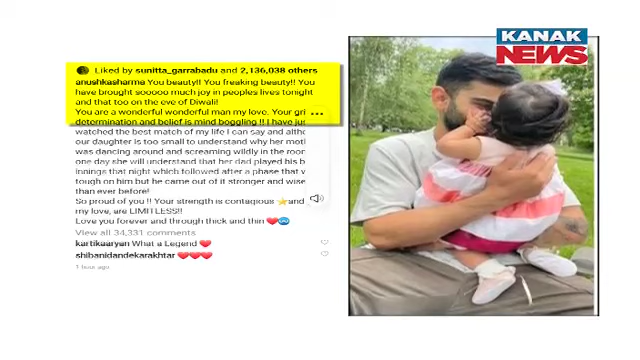 KANAK
NEWS
Liked by sunitta_garrabadu and 2,136,038 others
anushkasharma You beauty!! You freaking beauty!! You
have brought sooooo much joy in peoples lives tonight
and that too on the eve of Diwali!
You are a wonderful wonderful man my love. Your gri
determination and belief is mind boggling !! I have jus
watched the best match of my life I can say and altho
our daughter is too small to understand why her moth
was dancing around and screaming wildly in the roon
one day she will understand that her dad played his b
innings that night which followed after a phase that w
tough on him but he came out of it stronger and wise
than ever before!
So proud of you !! Your strength is contagious ⭐and
my love, are LIMITLESS!!
Love you forever and through thick and thin ❤️🧿
View all 34,331 comments
kartikaaryan What a Legend ❤️
shibanidandekarakhtar ❤️❤️❤️
1 hour ago